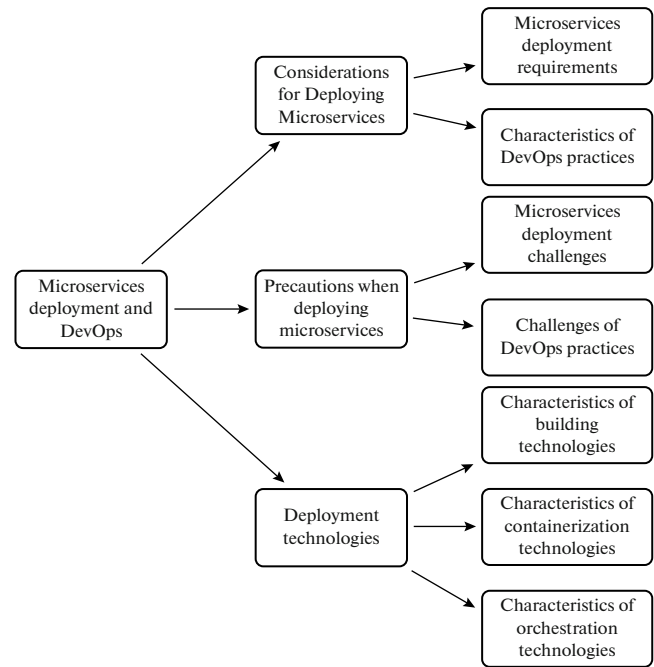 Microservices
deployment and
DevOps
Considerations
for Deploying
Microservices
Microservices
deployment
requirements
Characteristics of
DevOps practices
Precautions when
deploying
microservices
Microservices
deployment
challenges
Challenges of
DevOps practices
Deployment
technologies
Characteristics of
building
technologies
Characteristics of
containerization
technologies
Characteristics of
orchestration
technologies